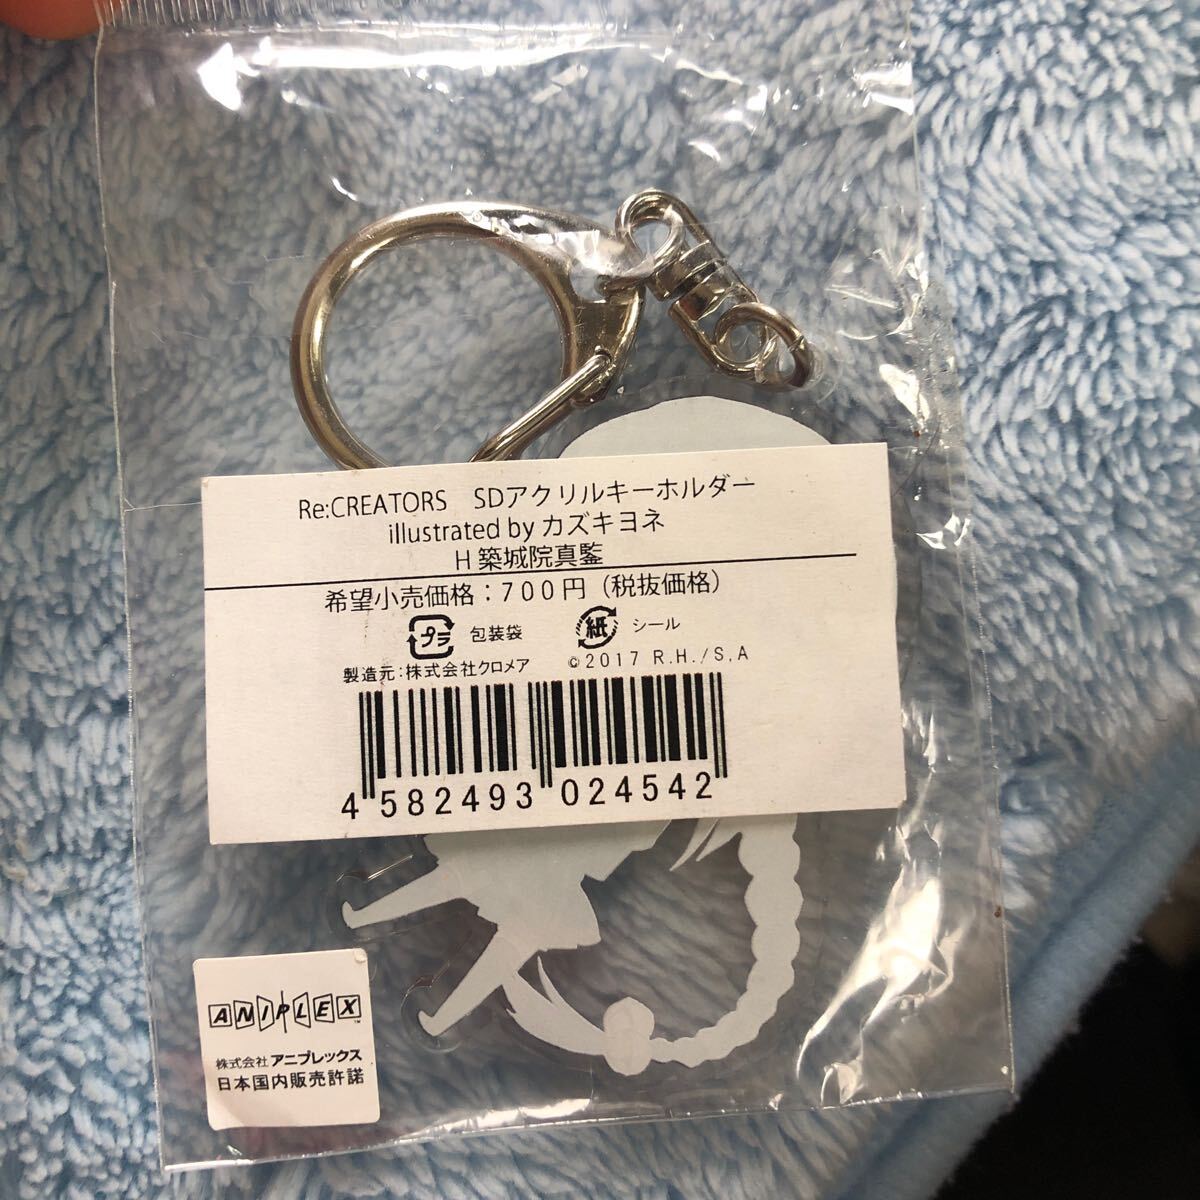 Re:CREATORS SDアクリルキーホルダー
illustrated by カズキヨネ
H 築城院真鍳
希望小売価格：700円（税抜価格）
プラ 包装袋 紙 シール
製造元：株式会社クロメア ©2017 R.H./S,A
4 582493 024542
ANIPLEX™
株式会社 アニプレックス
日本国内販売許諾